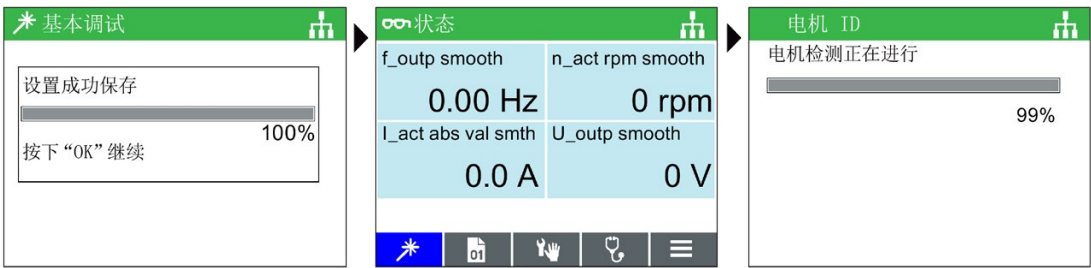 基本调试
设置成功保存
100%
按下“OK”继续
状态
f_outp smooth
n_act rpm smooth
0.00 Hz
0 rpm
I_act abs val smth
U_outp smooth
0.0 A
0 V
01
电机 ID
电机检测正在进行
99%